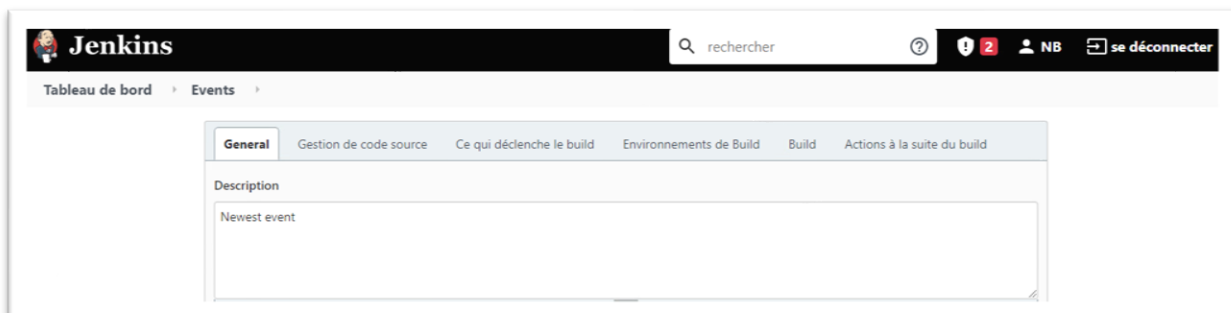 Jenkins rechercher 2 NB se déconnecter
Tableau de bord Events
General Gestion de code source Ce qui déclenche le build Environnements de Build Build Actions à la suite du build
Description
Newest event